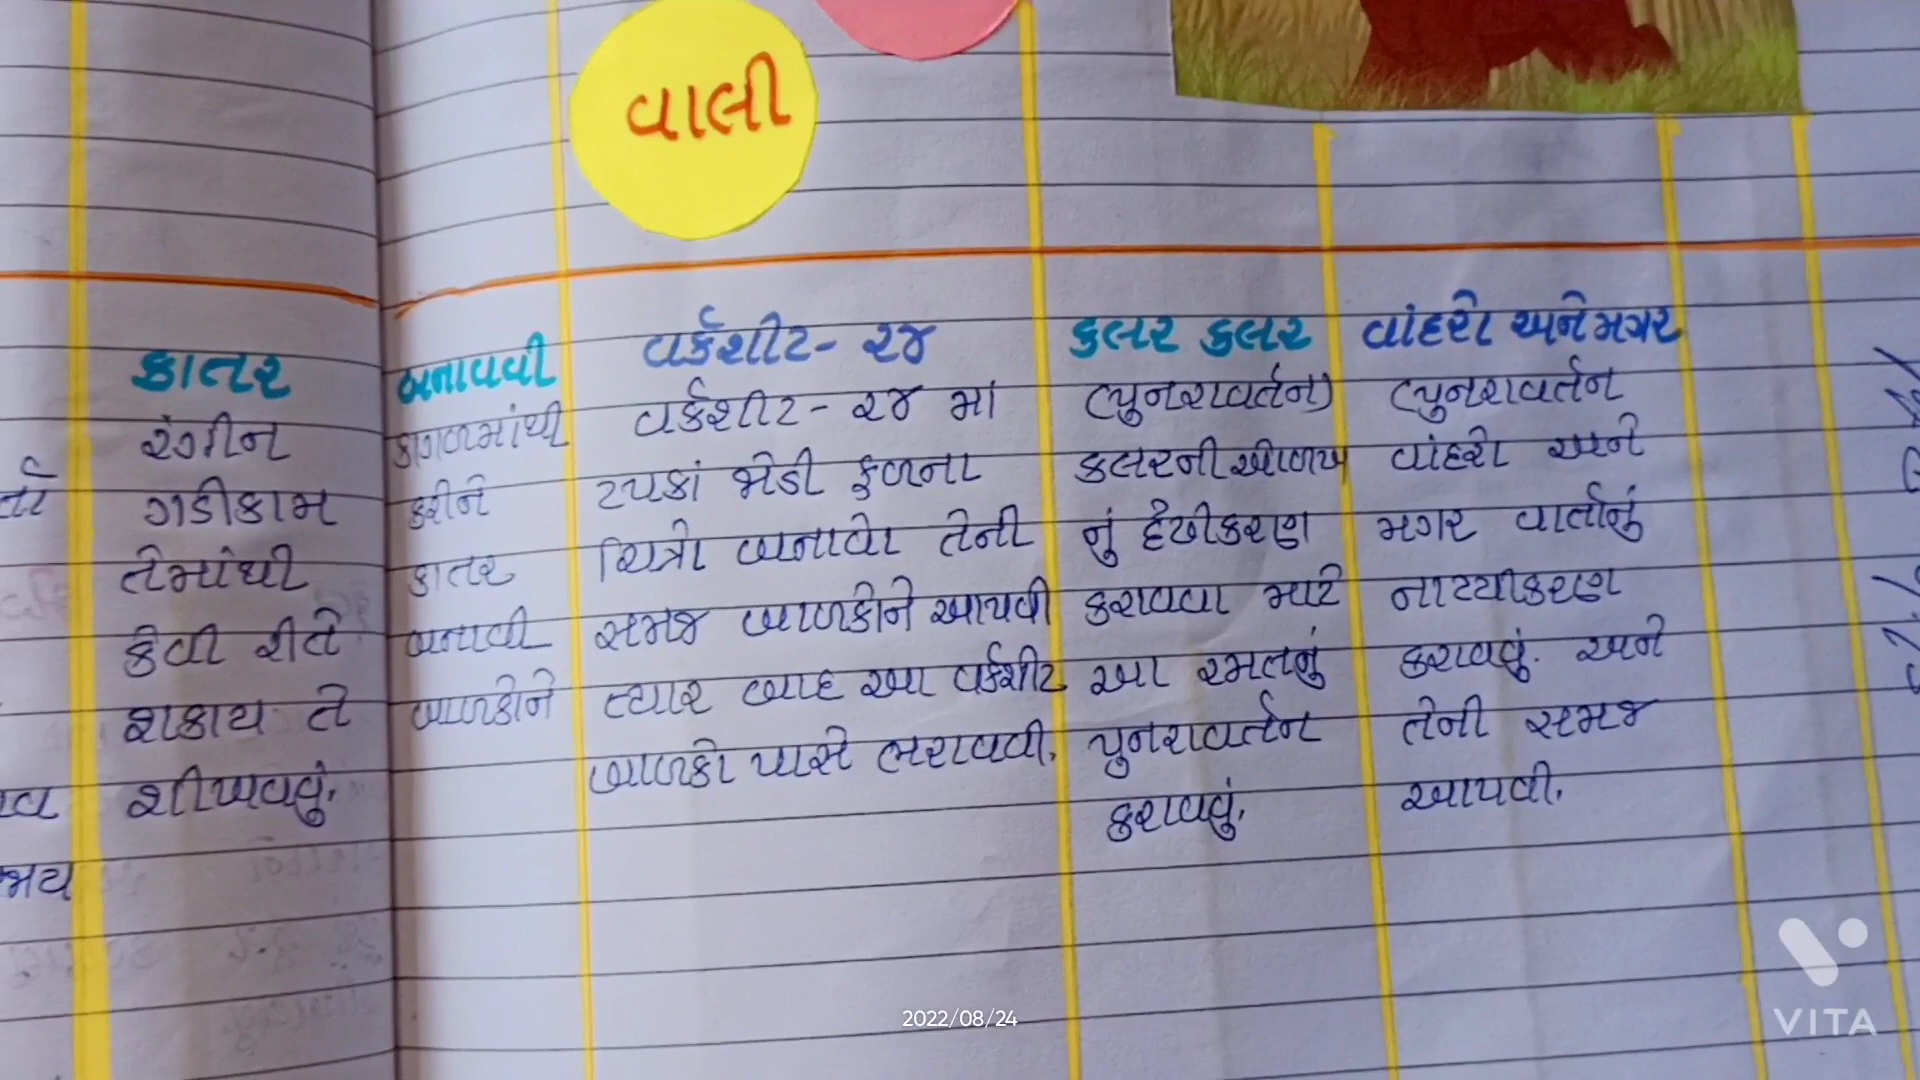 વાલી
કાતર બનાવવી
રંગીન કાગળમાંથી
ગડીકામ કરીને
તેમાંથી કાતર
કેવી રીતે બનાવી
શકાય તે બાળકોને
શીખવવું.
વર્કશીટ - ૨૪
વર્કશીટ - ૨૪ માં
ટપકાં જોડી ફળના
ચિત્રો બનાવો તેની
સમજ બાળકોને આપવી
ત્યાર બાદ આ વર્કશીટ
બાળકો પાસે ભરાવવી.
કલર કલર
(પુનરાવર્તન)
કલરની ઓળખ
નું દૃઢીકરણ
કરાવવા માટે
આ રમતનું
પુનરાવર્તન
કરાવવું.
વાંદરો અને મગર
(પુનરાવર્તન
વાંદરો અને
મગર વાર્તાનું
નાટ્યીકરણ
કરાવવું. અને
તેની સમજ
આપવી.
2022/08/24
VITA